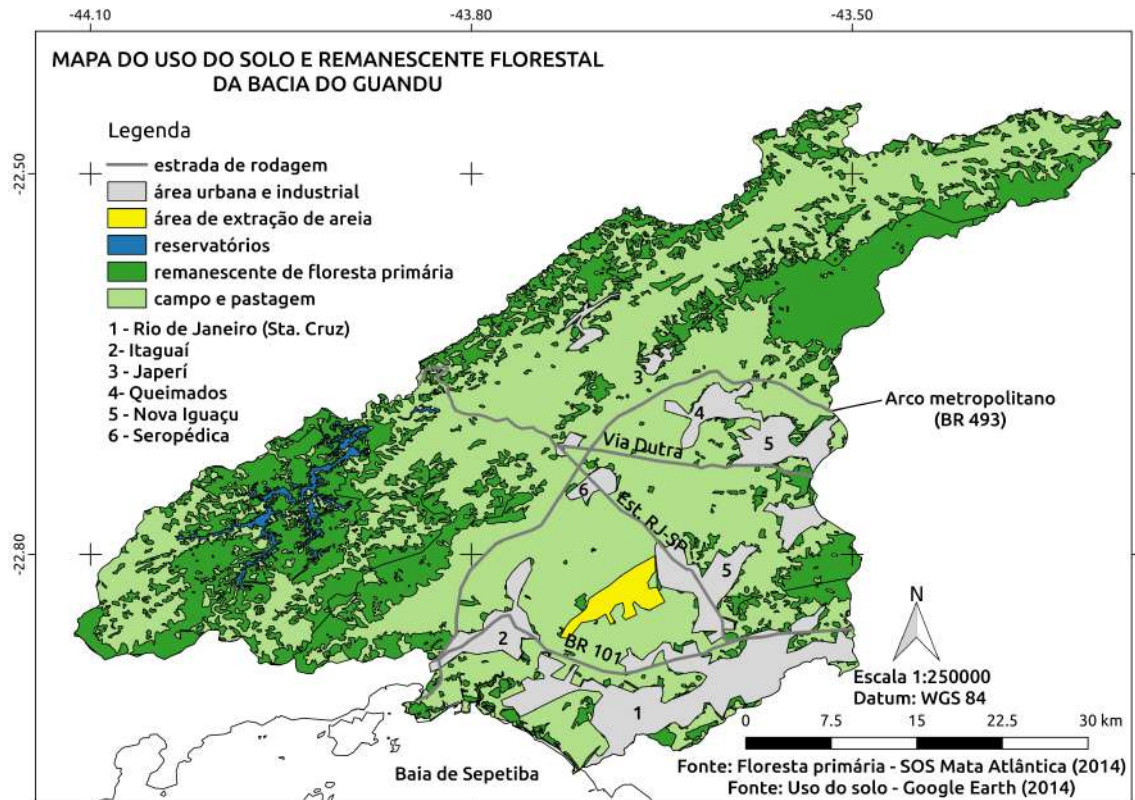 -44.10
-43.80
-43.50
MAPA DO USO DO SOLO E REMANESCENTE FLORESTAL
DA BACIA DO GUANDU
Legenda
estrada de rodagem
área urbana e industrial
área de extração de areia
reservatórios
remanescente de floresta primária
campo e pastagem
1 - Rio de Janeiro (Sta. Cruz)
2- Itaguaí
3 - Japerí
4- Queimados
5 - Nova Iguaçu
6 - Seropédica
-22.50
-22.80
3
4
5
Via Dutra
Arco metropolitano
(BR 493)
6
Est. RJ-SP
5
2
BR 101
1
N
Escala 1:250000
Datum: WGS 84
0 7.5 15 22.5 30 km
Baia de Sepetiba
Fonte: Floresta primária - SOS Mata Atlântica (2014)
Fonte: Uso do solo - Google Earth (2014)